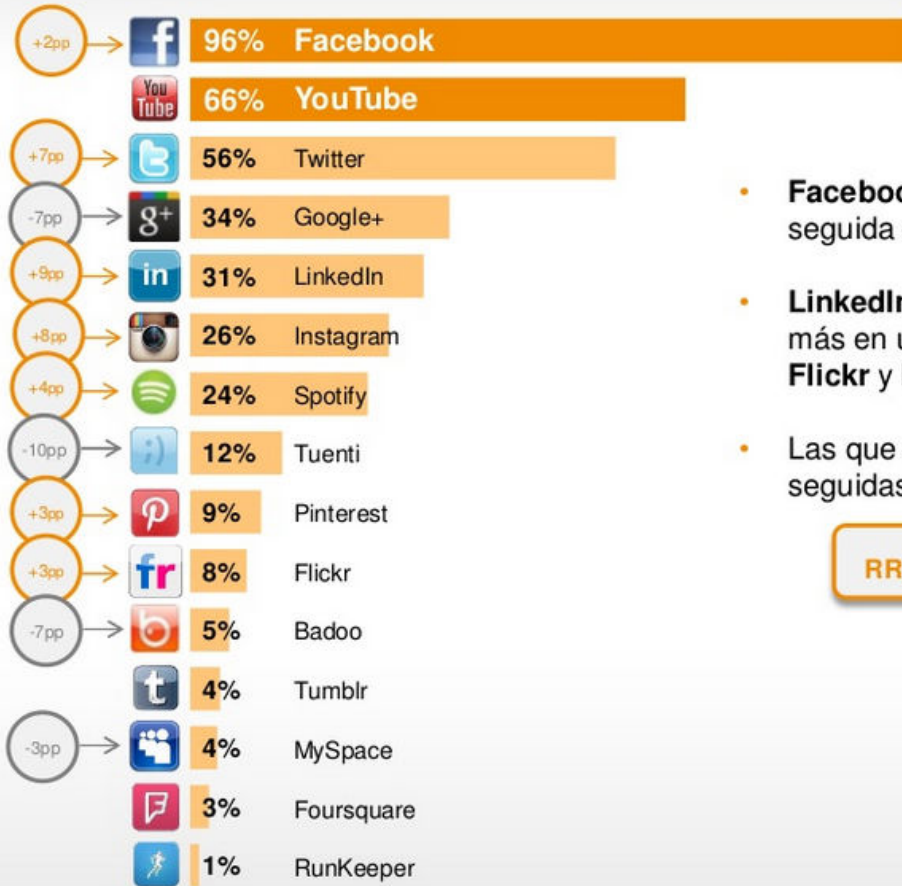 +2pp 96% Facebook
You Tube 66% YouTube
+7pp 56% Twitter
-7pp g+ 34% Google+
+9pp in 31% LinkedIn
+8pp 26% Instagram
+4pp 24% Spotify
-10pp ;) 12% Tuenti
+3pp 9% Pinterest
+3pp fr 8% Flickr
-7pp 5% Badoo
t 4% Tumblr
-3pp 4% MySpace
3% Foursquare
1% RunKeeper
•
seguida
•
más en
Flickr y
• Las que
RR